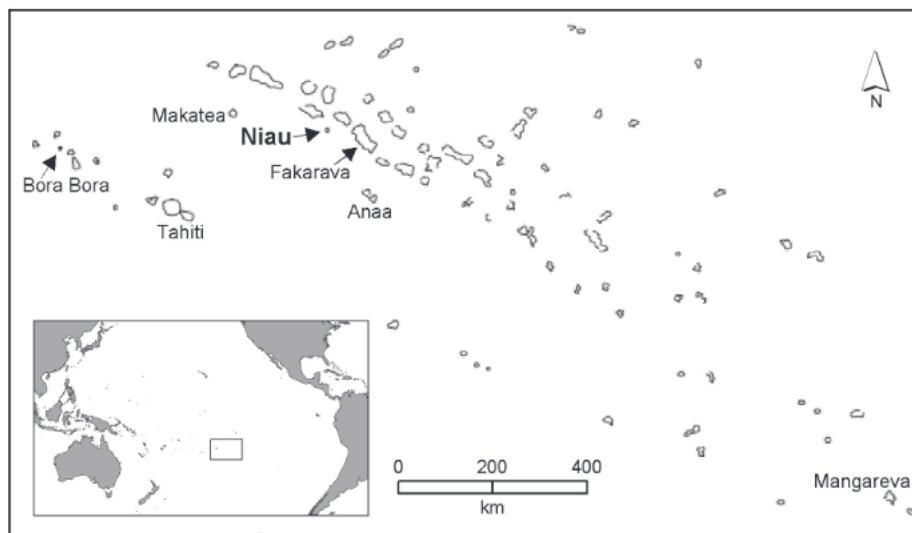 N
Makatea
Niau
Fakarava
Bora Bora
Anaa
Tahiti
0 200 400
km
Mangareva